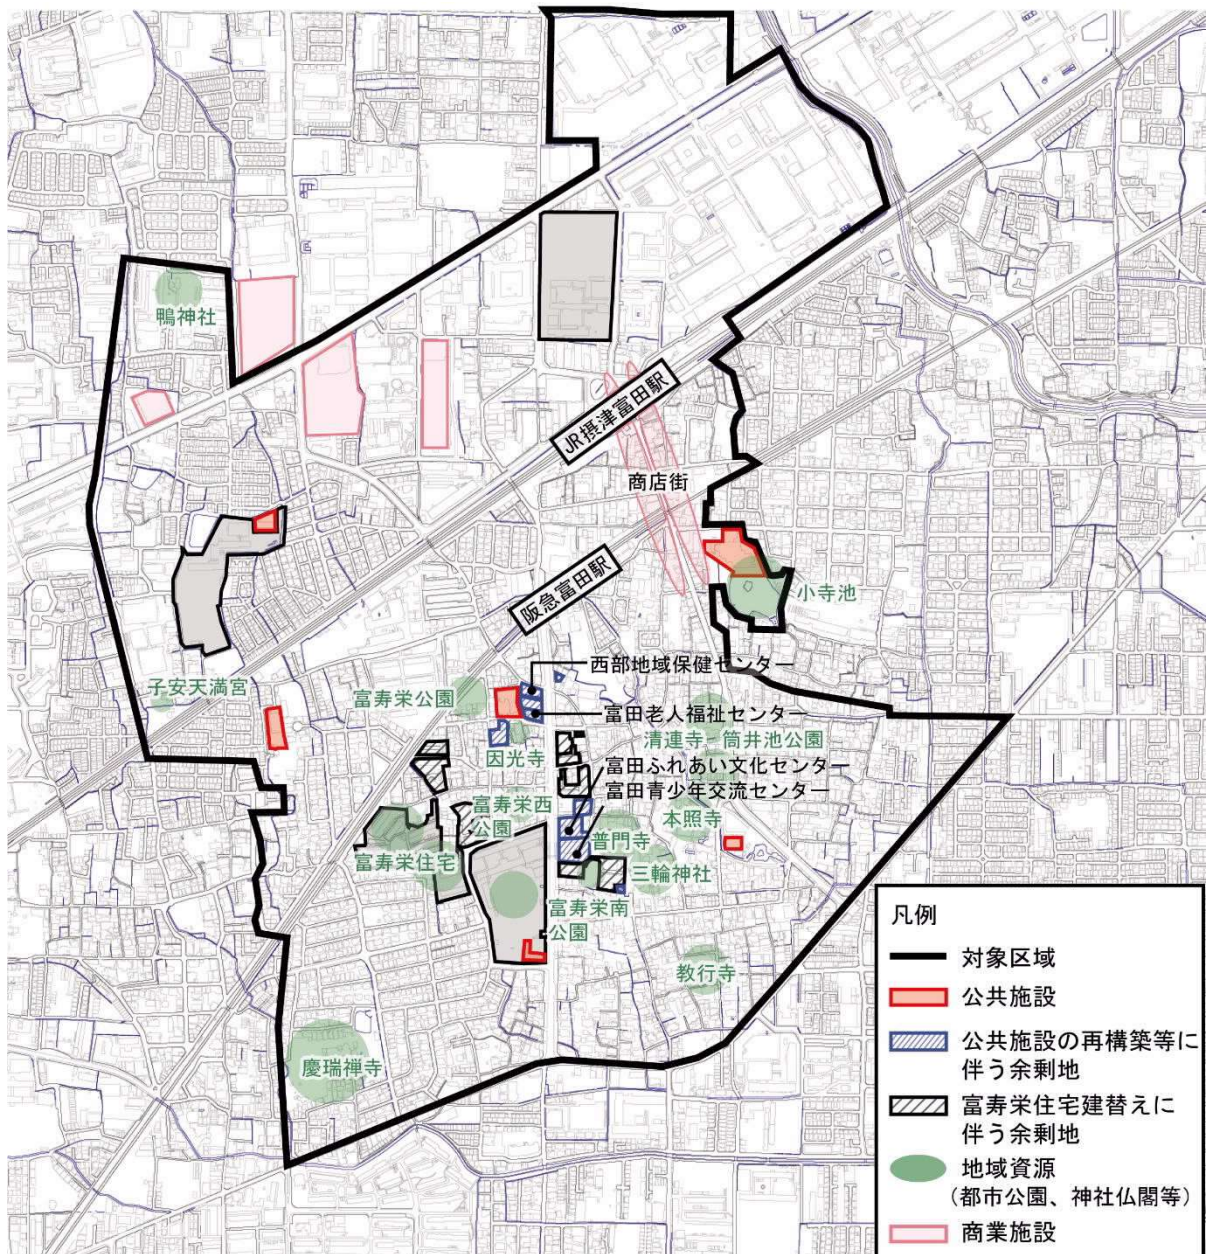 鴨神社
JR摂津富田駅
商店街
阪急富田駅
小寺池
西部地域保健センター
子安天満宮
富寿栄公園
富田老人福祉センター
清蓮寺 筒井池公園
因光寺
富田ふれあい文化センター
富田青少年交流センター
富寿栄西
公園
本照寺
普門寺
富寿栄住宅
三輪神社
富寿栄南
公園
教行寺
慶瑞禅寺
凡例
対象区域
公共施設
公共施設の再構築等に
伴う余剰地
富寿栄住宅建替えに
伴う余剰地
地域資源
（都市公園、神社仏閣等）
商業施設